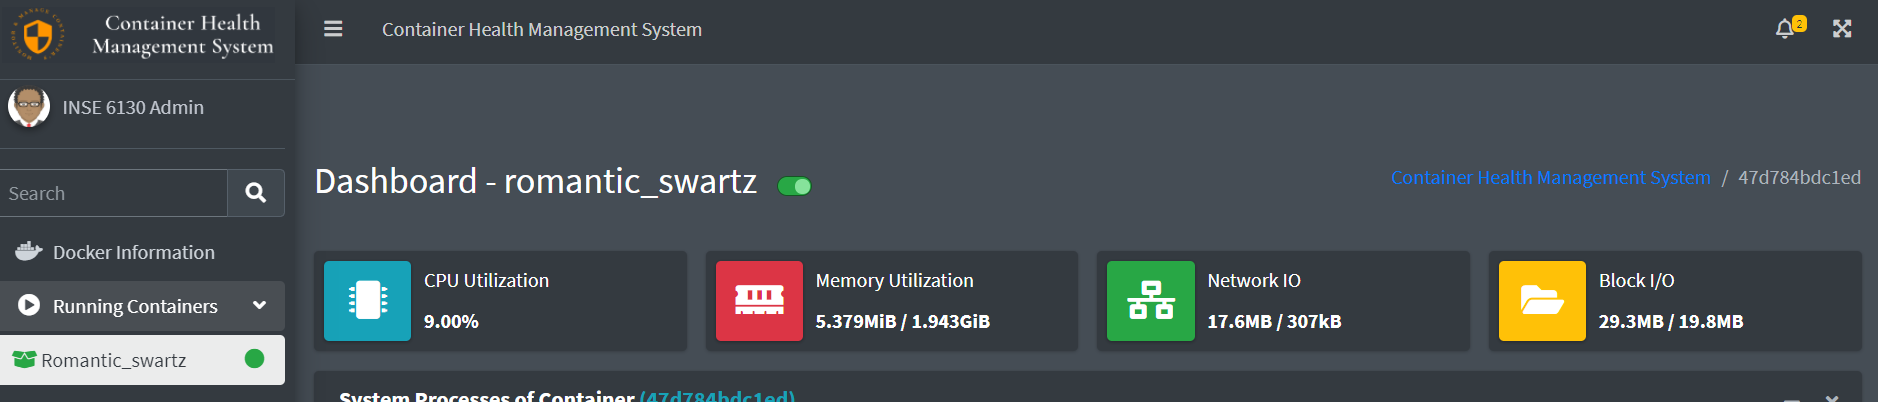 Container Health
Management System
Container Health Management System
2
INSE 6130 Admin
Search
Docker Information
Running Containers
Romantic_swartz
Dashboard - romantic_swartz
Container Health Management System / 47d784bdc1ed
CPU Utilization
9.00%
Memory Utilization
5.379MiB / 1.943GiB
Network IO
17.6MB / 307kB
Block I/O
29.3MB / 19.8MB
System Processes of Container (47d784bdc1ed)